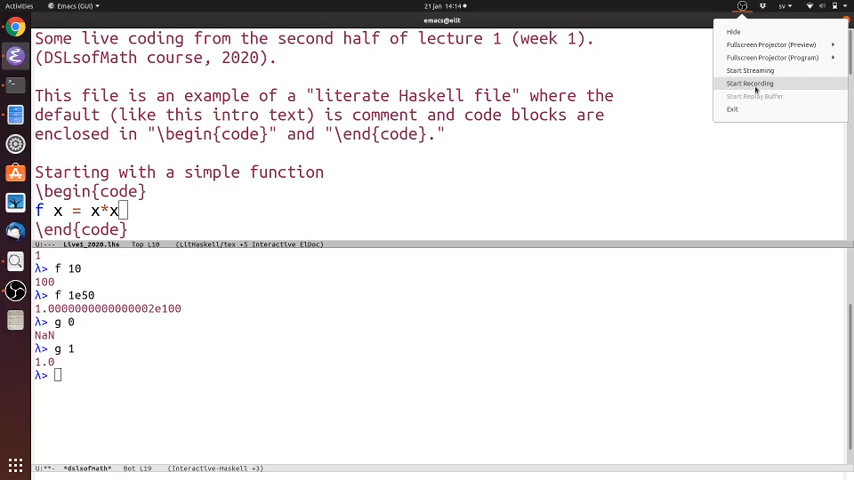 Activities
Emacs (GUI)
21 jan 14:14
sv
emacs@elit
Hide
Fullscreen Projector (Preview)
Fullscreen Projector (Program)
Start Streaming
Start Recording
Start Replay Buffer
Exit
Some live coding from the second half of lecture 1 (week 1).
(DSLsofMath course, 2020).
This file is an example of a "literate Haskell file" where the
default (like this intro text) is comment and code blocks are
enclosed in "\begin{code}" and "\end{code}."
Starting with a simple function
\begin{code}
f x = x*x
\end{code}
U:--- Live1_2020.lhs Top L10 (LitHaskell/tex +5 Interactive ElDoc)
1
λ> f 10
100
λ> f 1e50
1.0000000000000002e100
λ> g 0
NaN
λ> g 1
1.0
λ>
U:**- *dslsofMath* Bot L19 (Interactive-Haskell +3)